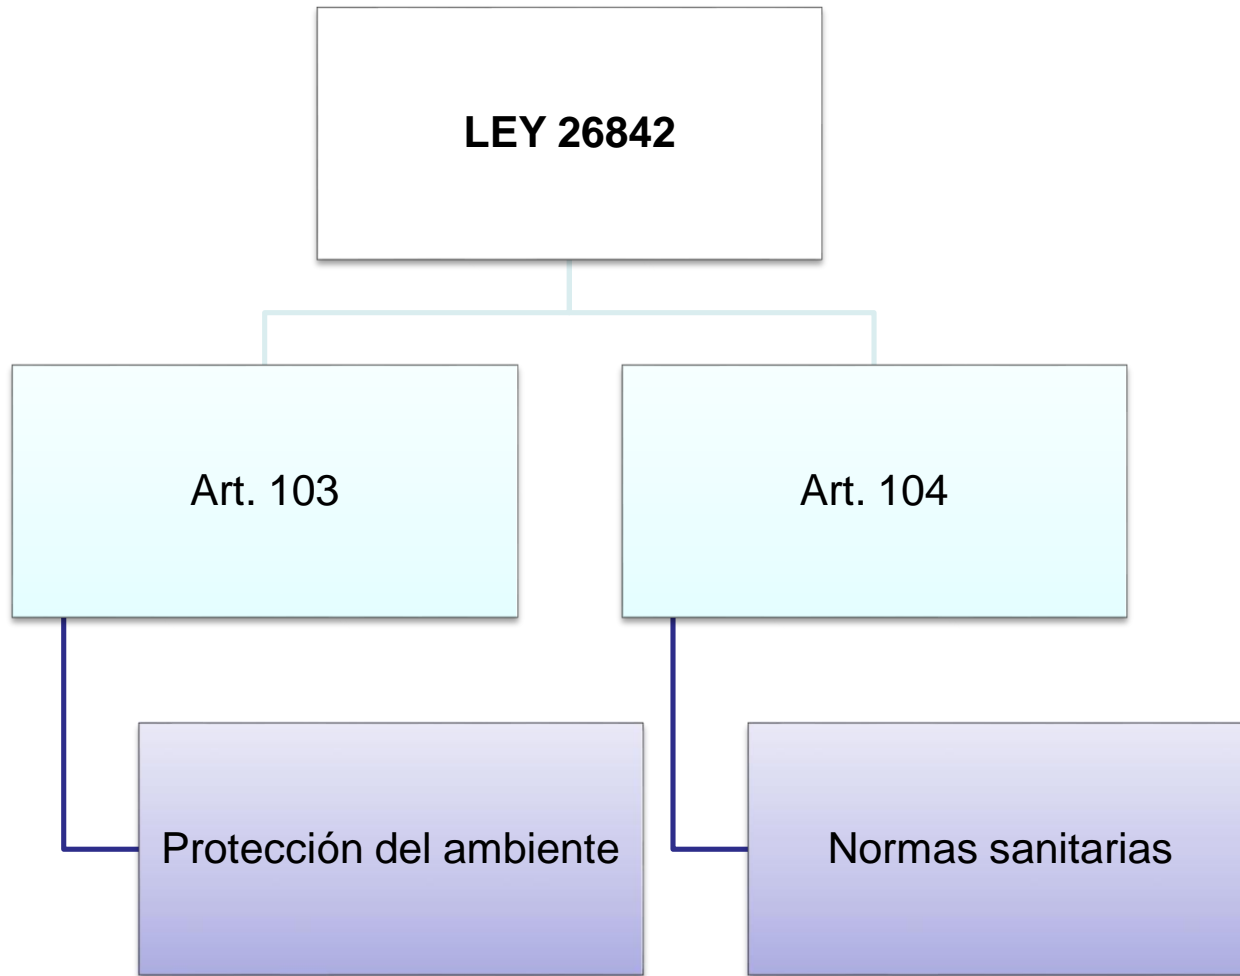 LEY 26842
Art. 103
Art. 104
Protección del ambiente
Normas sanitarias